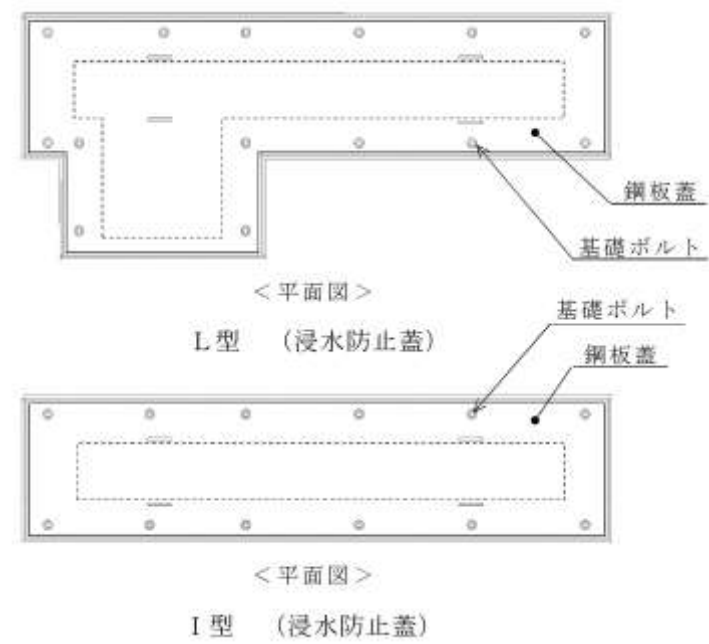 鋼板蓋
基礎ボルト
＜平面図＞
L型 （浸水防止蓋）
基礎ボルト
鋼板蓋
＜平面図＞
I型 （浸水防止蓋）